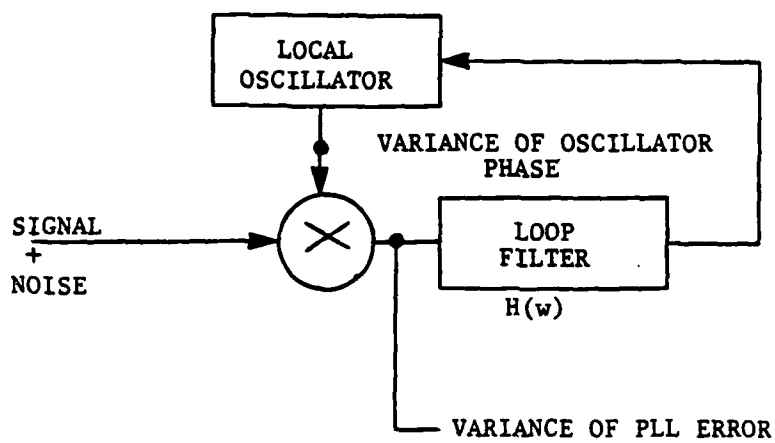 LOCAL
OSCILLATOR
VARIANCE OF OSCILLATOR
PHASE
SIGNAL
+
NOISE
LOOP
FILTER
H(w)
VARIANCE OF PLL ERROR